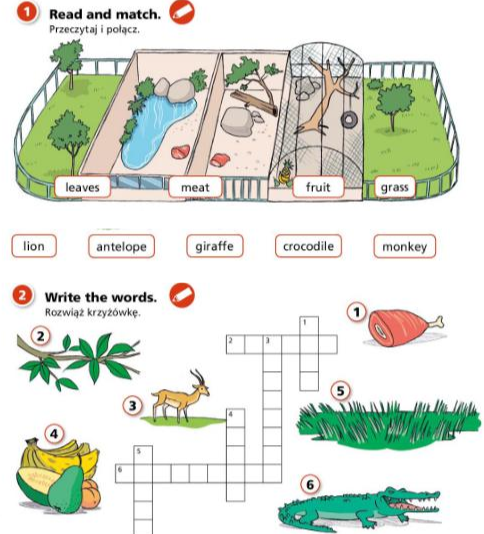 1 Read and match.
Przeczytaj i połącz.
leaves meat fruit grass
lion antelope giraffe crocodile monkey
2 Write the words.
Rozwiąż krzyżówkę.
1
2
3
4
5
6
1
2 3
4
5
6